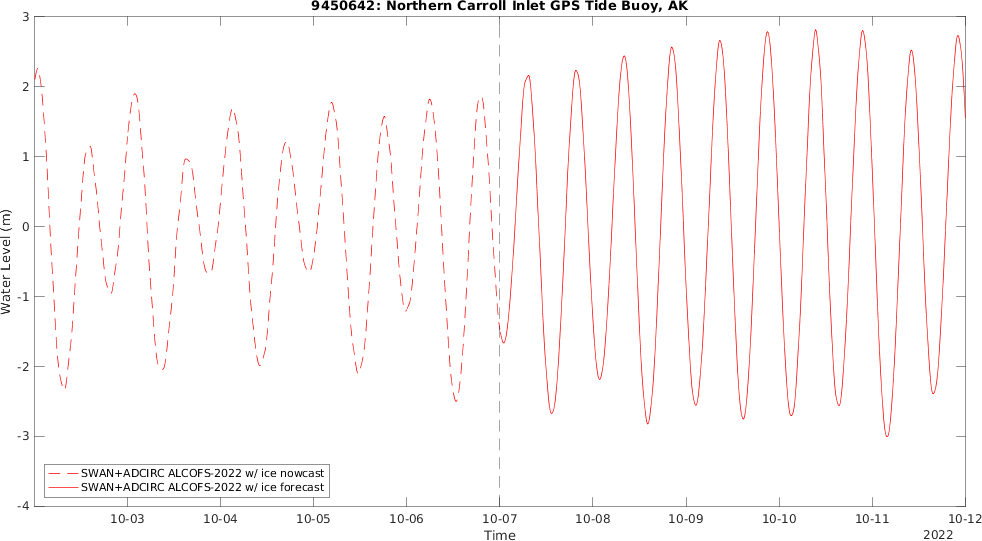 9450642: Northern Carroll Inlet GPS Tide Buoy, AK
3
2
1
0
-1
-2
-3
-4
Water Level (m)
SWAN+ADCIRC ALCOFS-2022 w/ ice nowcast
SWAN+ADCIRC ALCOFS-2022 w/ ice forecast
10-03 10-04 10-05 10-06 10-07 10-08 10-09 10-10 10-11 10-12
Time
2022